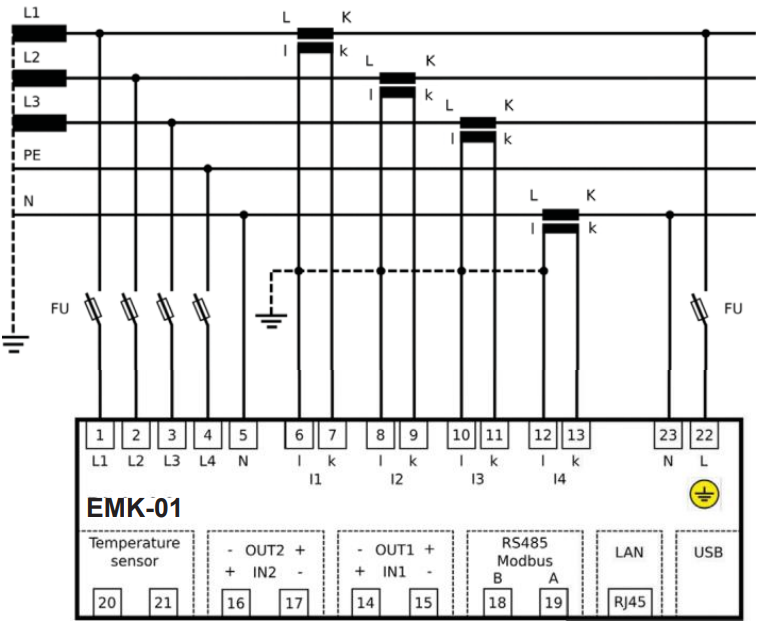 L1
L K
l k
L2
L K
l k
L3
L K
l k
PE
N
L K
l k
FU FU
1 2 3 4 5 6 7 8 9 10 11 12 13 23 22
L1 L2 L3 L4 N l k l k l k l k N L
I1 I2 I3 I4
EMK-01
Temperature
sensor
20 21
- OUT2 +
+ IN2 -
16 17
- OUT1 +
+ IN1 -
14 15
RS485
Modbus
B A
18 19
LAN
RJ45
USB